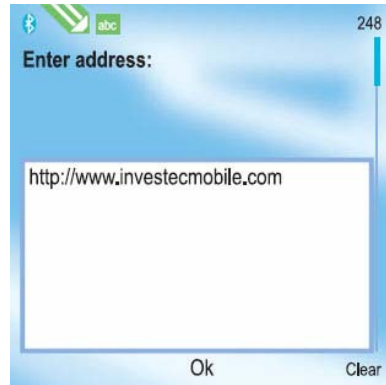 abc 248
Enter address:
http://www.investecmobile.com
Ok Clear